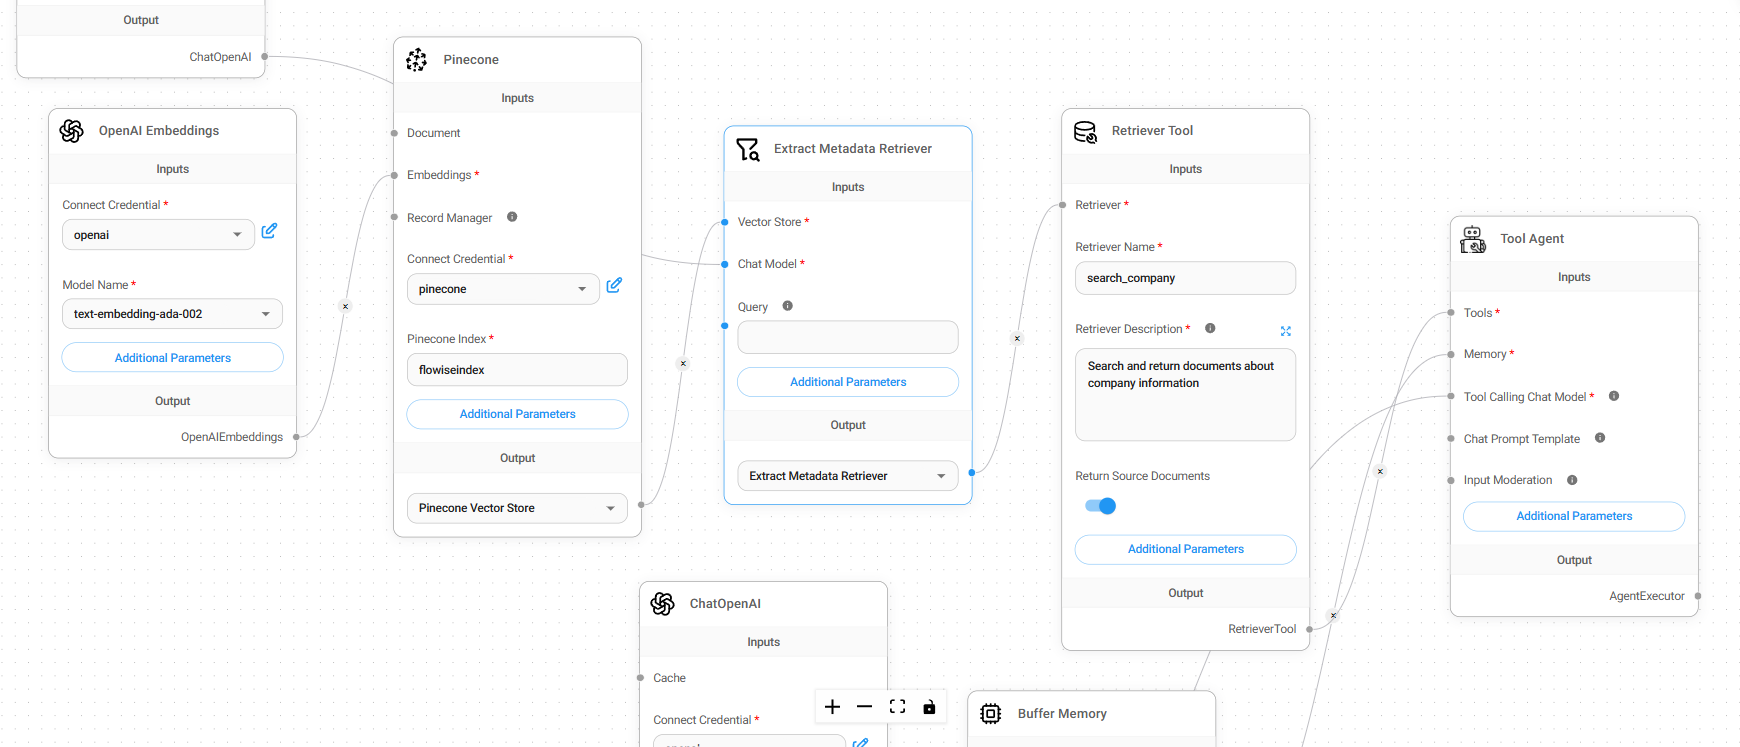 Output
ChatOpenAI
OpenAI Embeddings
Inputs
Connect Credential *
openai
Model Name *
text-embedding-ada-002
Additional Parameters
Output
OpenAIEmbeddings
Pinecone
Inputs
Document
Embeddings *
Record Manager
Connect Credential *
pinecone
Pinecone Index *
flowiseindex
Additional Parameters
Output
Pinecone Vector Store
Extract Metadata Retriever
Inputs
Vector Store *
Chat Model *
Query
Additional Parameters
Output
Extract Metadata Retriever
ChatOpenAI
Inputs
Cache
Connect Credential *
Retriever Tool
Inputs
Retriever *
Retriever Name *
search_company
Retriever Description *
Search and return documents about
company information
Return Source Documents
Additional Parameters
Output
RetrieverTool
Buffer Memory
Tool Agent
Inputs
Tools *
Memory *
Tool Calling Chat Model *
Chat Prompt Template
Input Moderation
Additional Parameters
Output
AgentExecutor